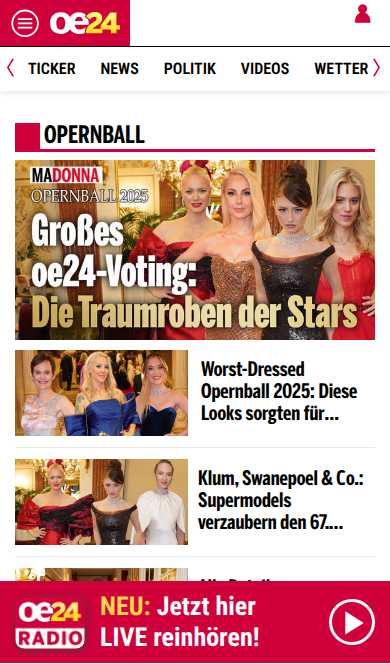 oe24
TICKER NEWS POLITIK VIDEOS WETTER
OPERNBALL
MADONNA
OPERNBALL 2025
Großes
oe24-Voting:
Die Traumroben der Stars
Worst-Dressed
Opernball 2025: Diese
Looks sorgten für...
Klum, Swanepoel & Co.:
Supermodels
verzaubern den 67....
oe24
RADIO
NEU: Jetzt hier
LIVE reinhören!